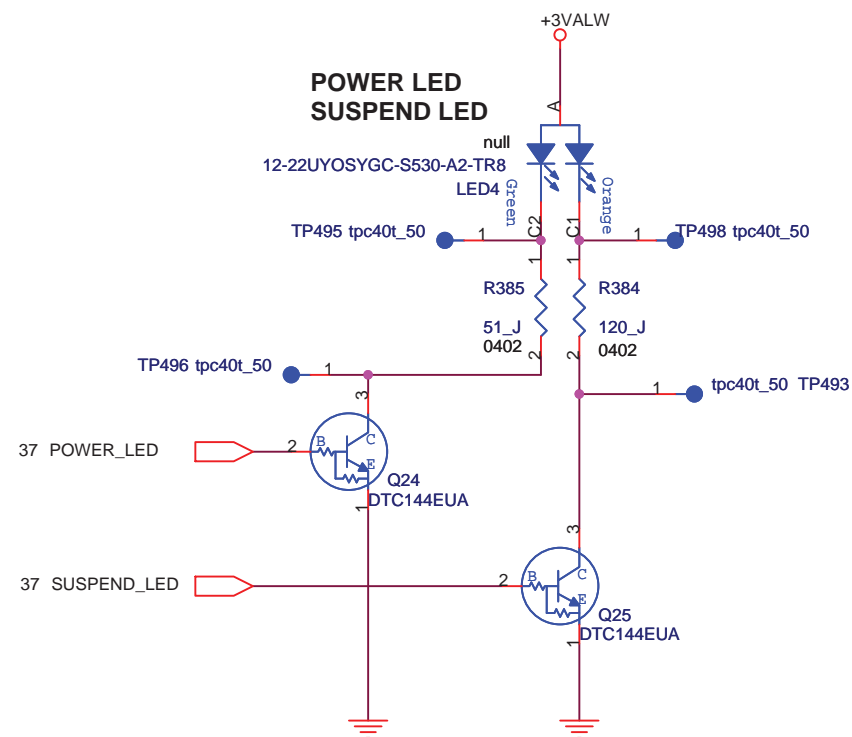 +3VALW
POWER LED
SUSPEND LED
A
null
12-22UYOSYGC-S530-A2-TR8
LED4
Green
Orange
C2
C1
TP495 tpc40t_50
1
1
TP498 tpc40t_50
1
1
R385
R384
51_J
0402
120_J
0402
2
2
TP496 tpc40t_50
1
1
tpc40t_50 TP493
3
37 POWER_LED
2
B
C
E
Q24
DTC144EUA
1
3
37 SUSPEND_LED
2
B
C
E
Q25
DTC144EUA
1